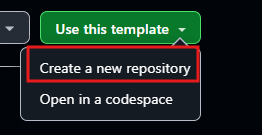 Use this template
Create a new repository
Open in a codespace